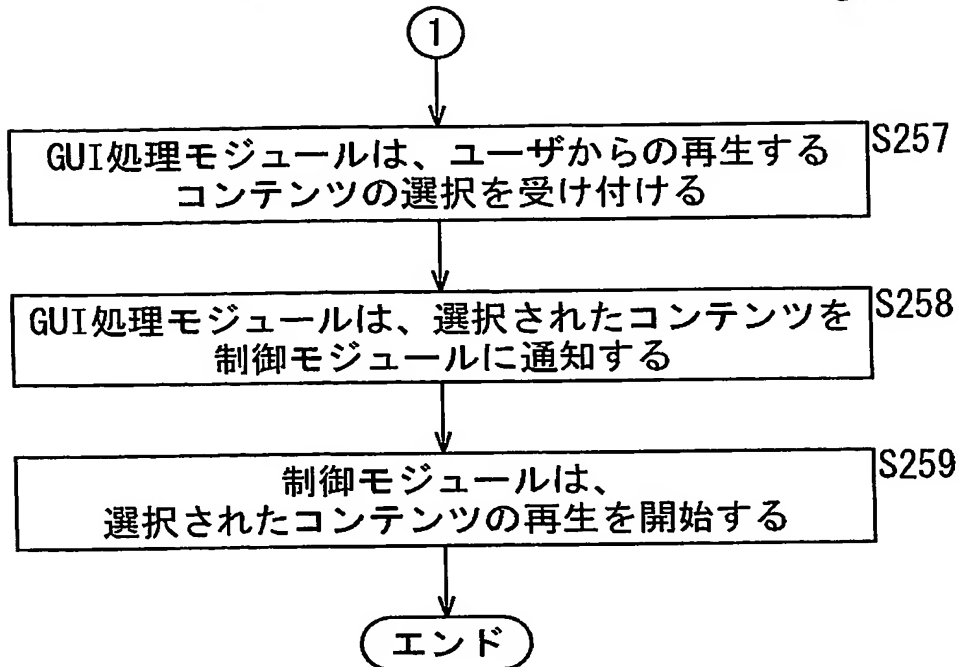 1
GUI処理モジュールは、ユーザからの再生する
コンテンツの選択を受け付ける
S257
GUI処理モジュールは、選択されたコンテンツを
制御モジュールに通知する
S258
制御モジュールは、
選択されたコンテンツの再生を開始する
S259
エンド